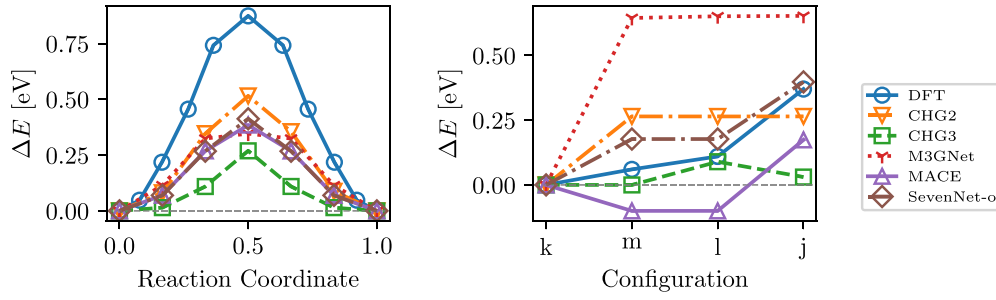 ΔE [eV]
0.75
0.50
0.25
0.00
0.0
0.5
1.0
Reaction Coordinate
ΔE [eV]
0.50
0.25
0.00
k
m
l
j
Configuration
DFT
CHG2
CHG3
M3GNet
MACE
SevenNet-o